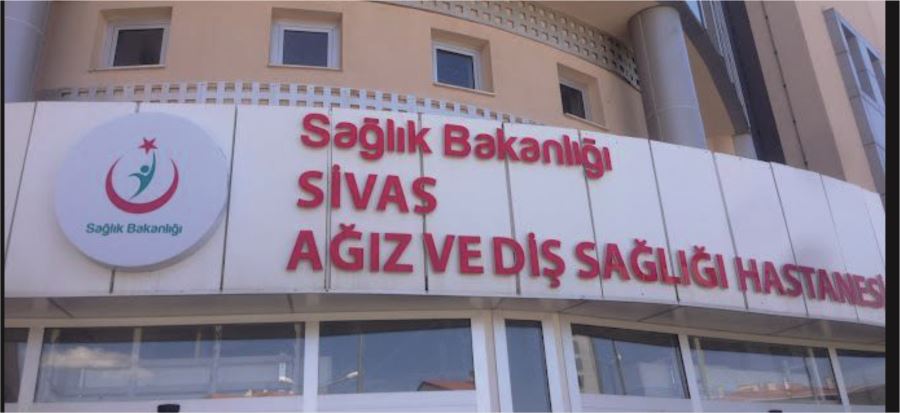 Sağlık Bakanlığı
SİVAS
AĞIZ VE DİŞ SAĞLIĞI HASTANESİ
Sağlık Bakanlığı